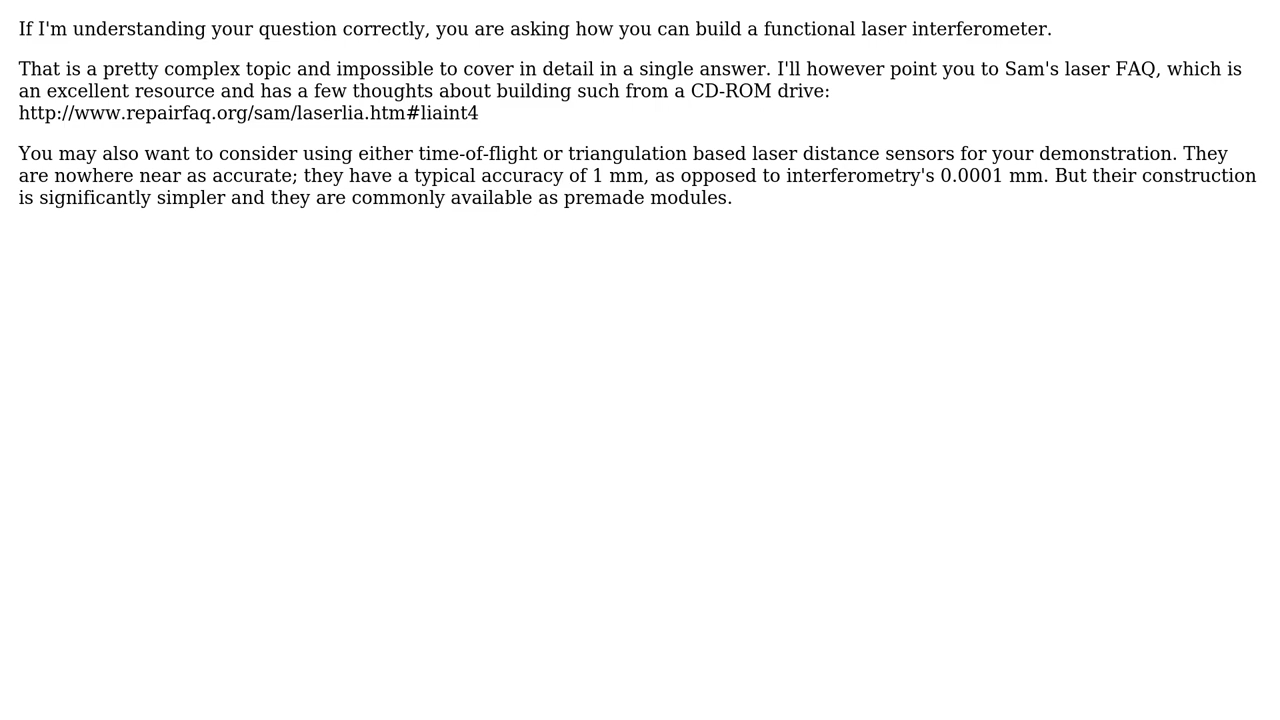 If I'm understanding your question correctly, you are asking how you can build a functional laser interferometer.
That is a pretty complex topic and impossible to cover in detail in a single answer. I'll however point you to Sam's laser FAQ, which is
an excellent resource and has a few thoughts about building such from a CD-ROM drive:
http://www.repairfaq.org/sam/laserlia.htm#liaint4
You may also want to consider using either time-of-flight or triangulation based laser distance sensors for your demonstration. They
are nowhere near as accurate; they have a typical accuracy of 1 mm, as opposed to interferometry's 0.0001 mm. But their construction
is significantly simpler and they are commonly available as premade modules.